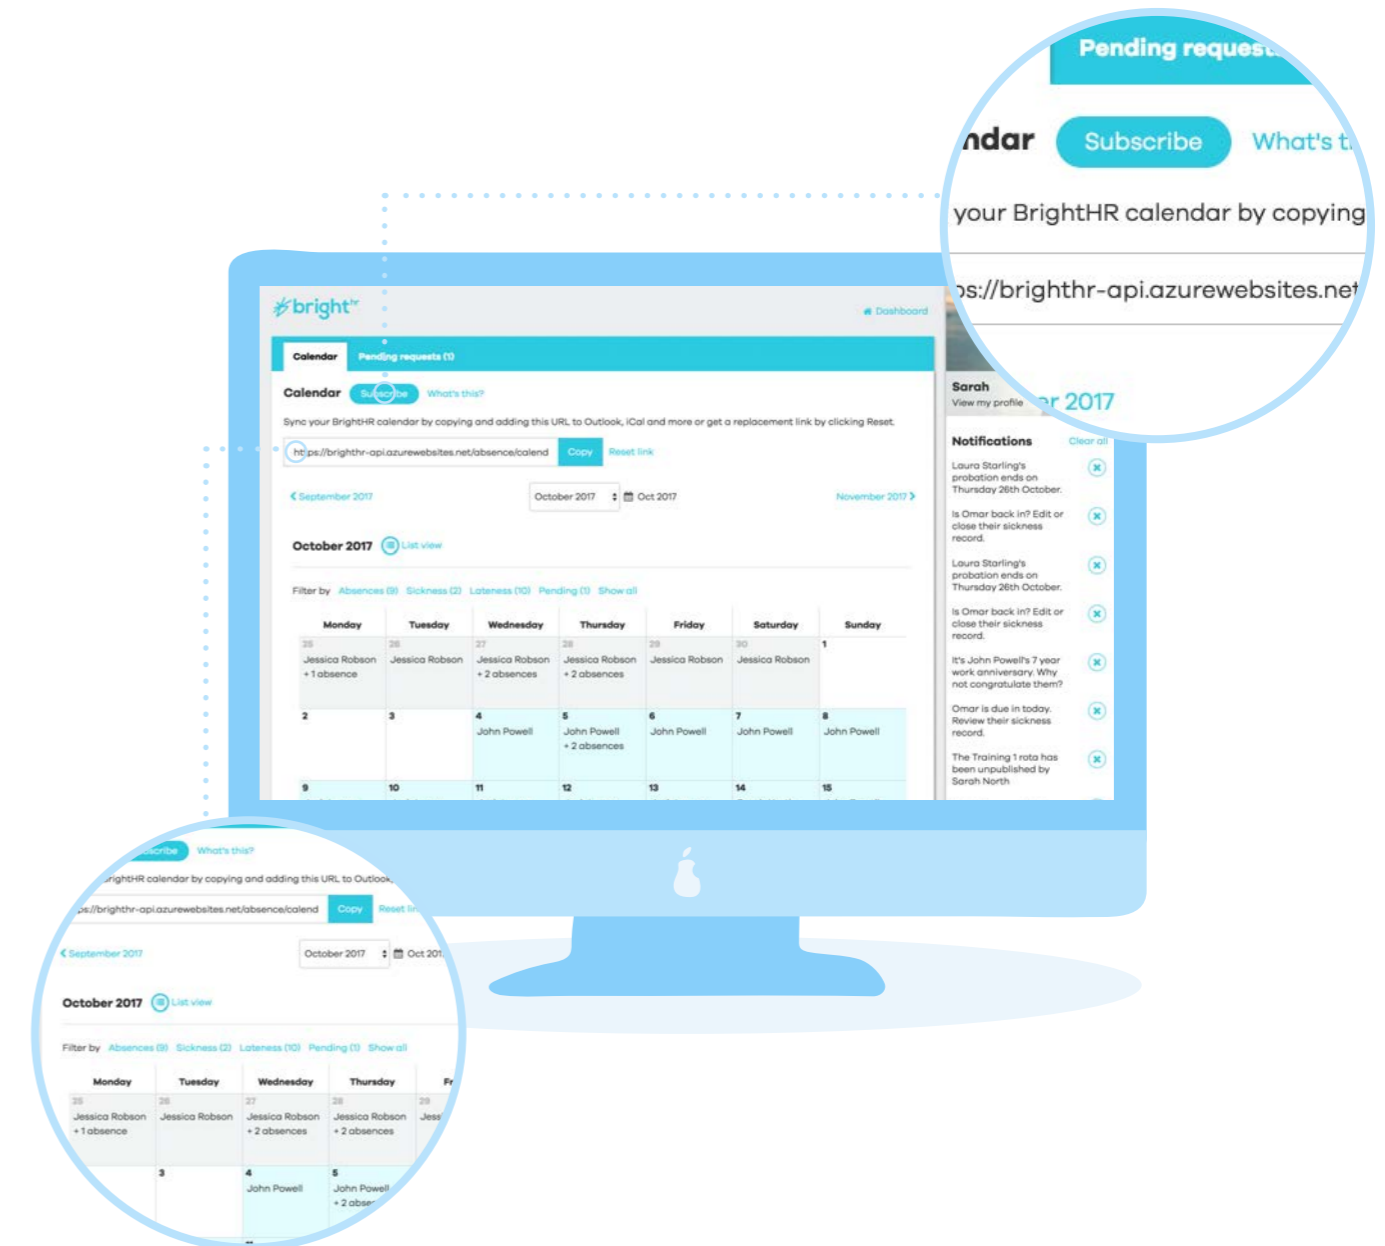 Pending request
ndar Subscribe What's t
your BrightHR calendar by copying
ps://brighthr-api.azurewebsites.net
2017
bright hr
Dashboard
Calendar Pending requests (1)
Calendar Subscribe What's this?
Sync your BrightHR calendar by copying and adding this URL to Outlook, iCal and more or get a replacement link by clicking Reset.
https://brighthr-api.azurewebsites.net/absence/calend Copy Reset link
September 2017 October 2017 Oct 2017 November 2017
October 2017 List view
Filter by Absences (9) Sickness (2) Lateness (10) Pending (1) Show all
Monday Tuesday Wednesday Thursday Friday Saturday Sunday
25 26 27 28 29 30 1
Jessica Robson Jessica Robson Jessica Robson Jessica Robson Jessica Robson Jessica Robson
+ 1 absence + 2 absences + 2 absences
2 3 4 5 6 7 8
John Powell John Powell John Powell John Powell John Powell
+ 2 absences
9 10 11 12 13 14 15
Sarah
View my profile
Notifications Clear all
Laura Starling's
probation ends on
Thursday 26th October.
Is Omar back in? Edit or
close their sickness
record.
Laura Starling's
probation ends on
Thursday 26th October.
Is Omar back in? Edit or
close their sickness
record.
It's John Powell's 7 year
work anniversary. Why
not congratulate them?
Omar is due in today.
Review their sickness
record.
The Training 1 rota has
been unpublished by
Sarah North
scribe What's this?
rightHR calendar by copying and adding this URL to Outlook,
ps://brighthr-api.azurewebsites.net/absence/calend Copy Reset lin
September 2017 October 2017 Oct 201
October 2017 List view
Filter by Absences (9) Sickness (2) Lateness (10) Pending (1) Show all
Monday Tuesday Wednesday Thursday Fr
25 26 27 28 29
Jessica Robson Jessica Robson Jessica Robson Jessica Robson Jess
+ 1 absence + 2 absences + 2 absences
3 4 5
John Powell John Powell
+ 2 absen